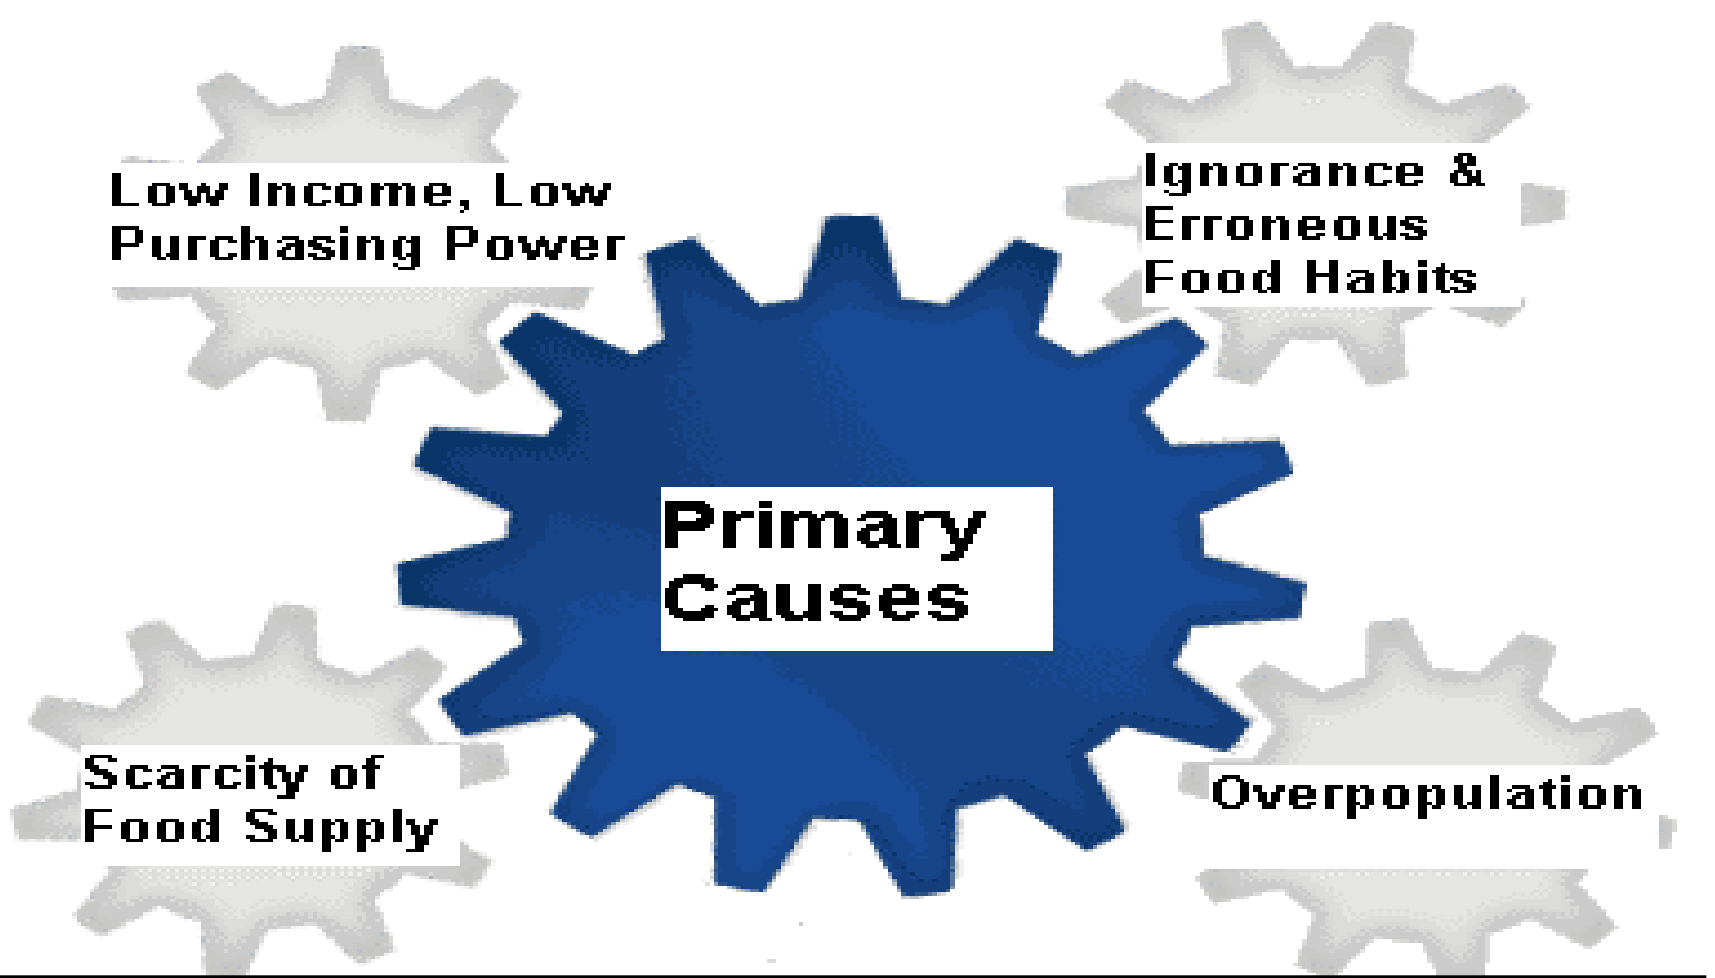 Low Income, Low
Purchasing Power
Ignorance &
Erroneous
Food Habits
Primary
Causes
Scarcity of
Food Supply
Overpopulation